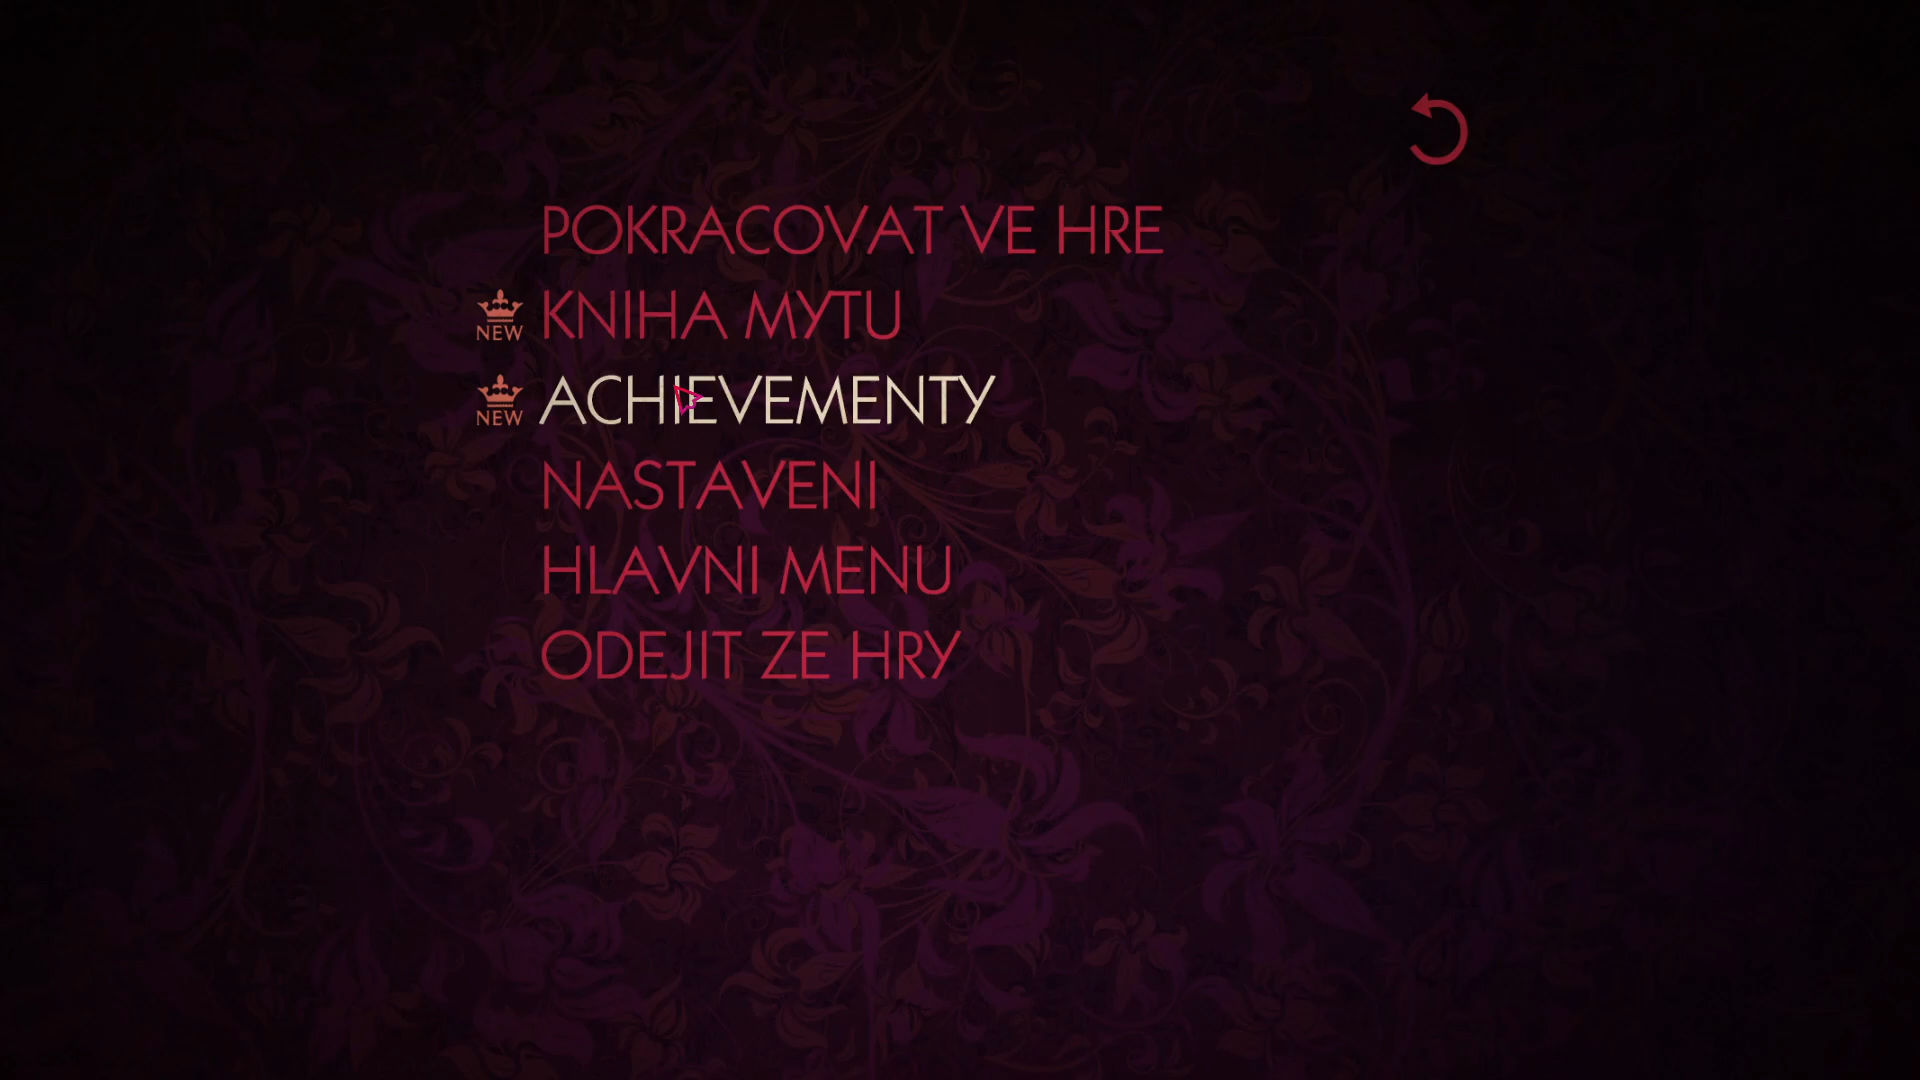 POKRACOVAT VE HRE
NEW KNIHA MYTU
NEW ACHIEVEMENTY
NASTAVENI
HLAVNI MENU
ODEJIT ZE HRY